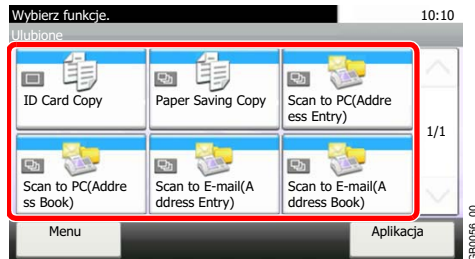 Wybierz funkcje.
10:10
Ulubione
ID Card Copy
Paper Saving Copy
Scan to PC(Addre
ess Entry)
1/1
Scan to PC(Addre
ss Book)
Scan to E-mail(A
ddress Entry)
Scan to E-mail(A
ddress Book)
Menu
Aplikacja
GB0056_00